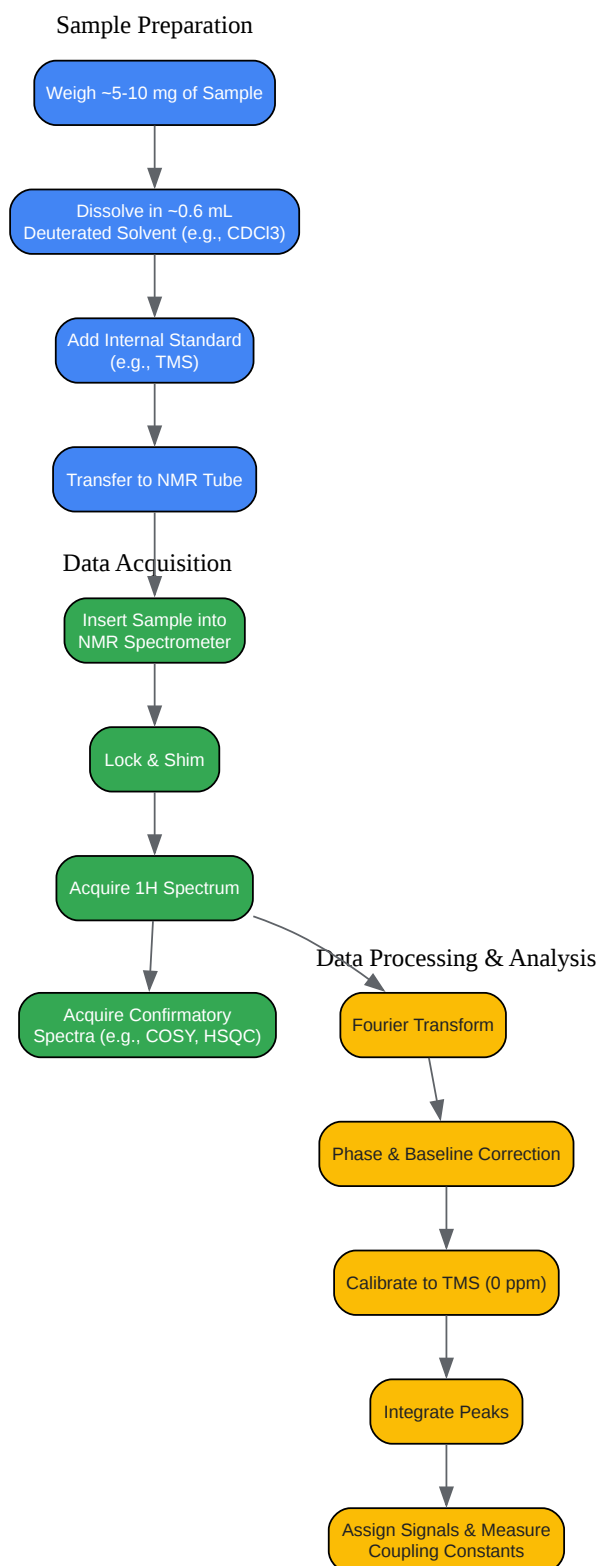 Sample Preparation
Weigh ~5-10 mg of Sample
Dissolve in ~0.6 mL
Deuterated Solvent (e.g., CDCl3)
Add Internal Standard
(e.g., TMS)
Transfer to NMR Tube
Data Acquisition
Insert Sample into
NMR Spectrometer
Lock & Shim
Acquire 1H Spectrum
Acquire Confirmatory
Spectra (e.g., COSY, HSQC)
Data Processing & Analysis
Fourier Transform
Phase & Baseline Correction
Calibrate to TMS (0 ppm)
Integrate Peaks
Assign Signals & Measure
Coupling Constants